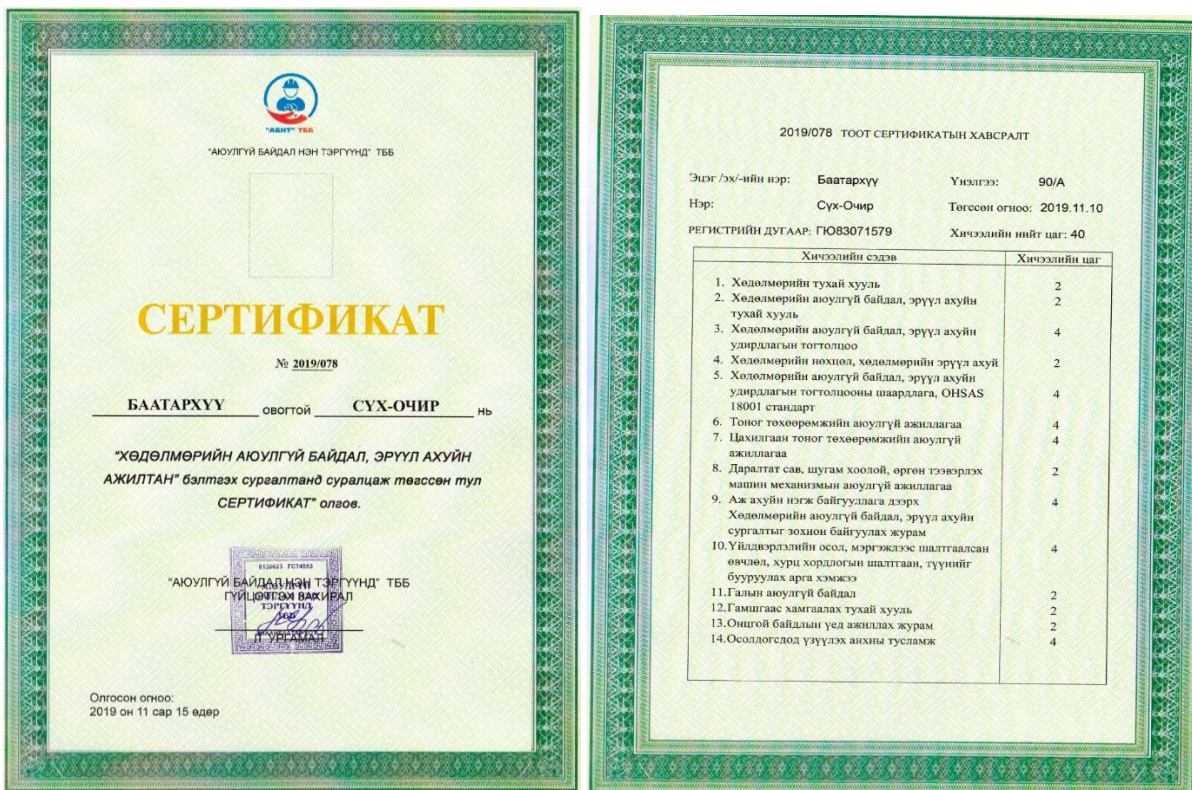 "АБНТ" ТББ
"АЮУЛГҮЙ БАЙДАЛ НЭН ТЭРГҮҮНД" ТББ
СЕРТИФИКАТ
№ 2019/078
БААТАРХҮҮ овогтой СҮХ-ОЧИР нь
"ХӨДӨЛМӨРИЙН АЮУЛГҮЙ БАЙДАЛ, ЭРҮҮЛ АХУЙН
АЖИЛТАН" бэлтгэх сургалтанд суралцаж төгссөн тул
СЕРТИФИКАТ" олгов.
"АЮУЛГҮЙ БАЙДАЛ НЭН ТЭРГҮҮНД" ТББ
ГҮЙЦЭТГЭХ ЗАХИРАЛ
Л. УРГАМАЛ
Олгосон огноо:
2019 он 11 сар 15 өдөр
2019/078 ТООТ СЕРТИФИКАТЫН ХАВСРАЛТ
Эцэг /эх/-ийн нэр: Баатархүү Үнэлгээ: 90/А
Нэр: Сүх-Очир Төгссөн огноо: 2019.11.10
РЕГИСТРИЙН ДУГААР: ГЮ83071579 Хичээлийн нийт цаг: 40
Хичээлийн сэдэв Хичээлийн цаг
1. Хөдөлмөрийн тухай хууль 2
2. Хөдөлмөрийн аюулгүй байдал, эрүүл ахуйн 2
тухай хууль
3. Хөдөлмөрийн аюулгүй байдал, эрүүл ахуйн 4
удирдлагын тогтолцоо
4. Хөдөлмөрийн нөхцөл, хөдөлмөрийн эрүүл ахуй 2
5. Хөдөлмөрийн аюулгүй байдал, эрүүл ахуйн
удирдлагын тогтолцооны шаардлага, OHSAS 4
18001 стандарт
6. Тоног төхөөрөмжийн аюулгүй ажиллагаа 4
7. Цахилгаан тоног төхөөрөмжийн аюулгүй 4
ажиллагаа
8. Даралтат сав, шугам хоолой, өргөн тээвэрлэх 2
машин механизмын аюулгүй ажиллагаа
9. Аж ахуйн нэгж байгууллага дээрх 4
Хөдөлмөрийн аюулгүй байдал, эрүүл ахуйн
сургалтыг зохион байгуулах журам
10.Үйлдвэрлэлийн осол, мэргэжлээс шалтгаалсан 4
өвчлөл, хурц хордлогын шалтгаан, түүнийг
бууруулах арга хэмжээ
11.Галын аюулгүй байдал 2
12.Гамшгаас хамгаалах тухай хууль 2
13.Онцгой байдлын үед ажиллах журам 2
14.Осолдогсдод үзүүлэх анхны тусламж 4